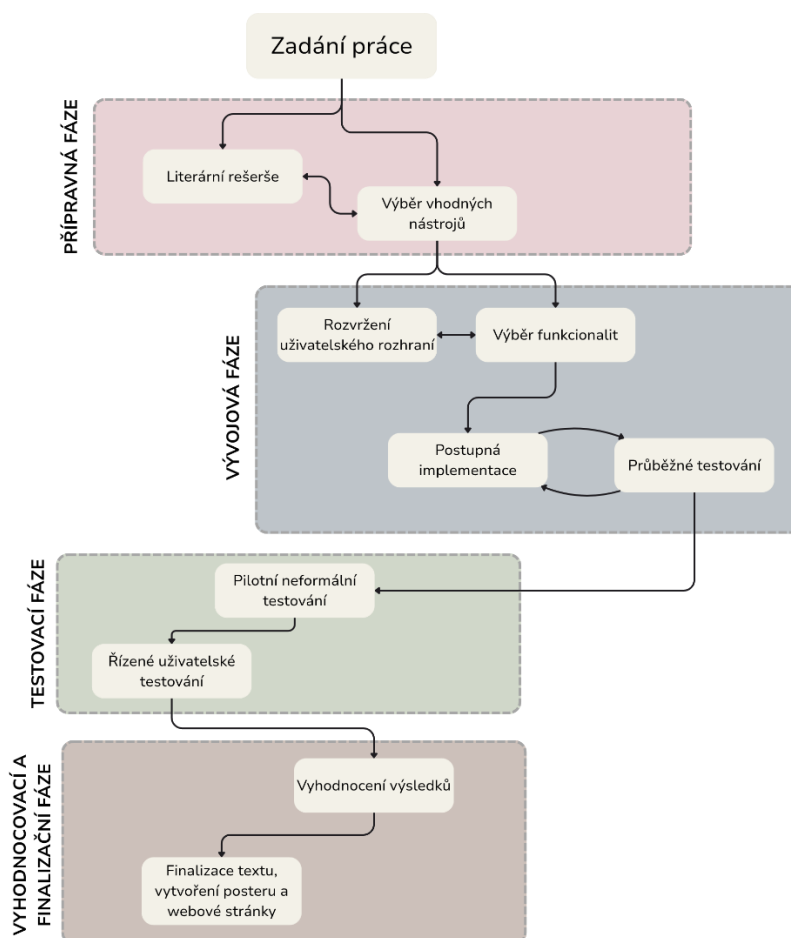 Zadání práce
PŘÍPRAVNÁ FÁZE
Literární rešerše
Výběr vhodných
nástrojů
VÝVOJOVÁ FÁZE
Rozvržení
uživatelského rozhraní
Výběr funkcionalit
Postupná
implementace
Průběžné testování
TESTOVACÍ FÁZE
Pilotní neformální
testování
Řízené uživatelské
testování
VYHODNOCOVACÍ A
FINALIZAČNÍ FÁZE
Vyhodnocení výsledků
Finalizace textu,
vytvoření posteru a
webové stránky